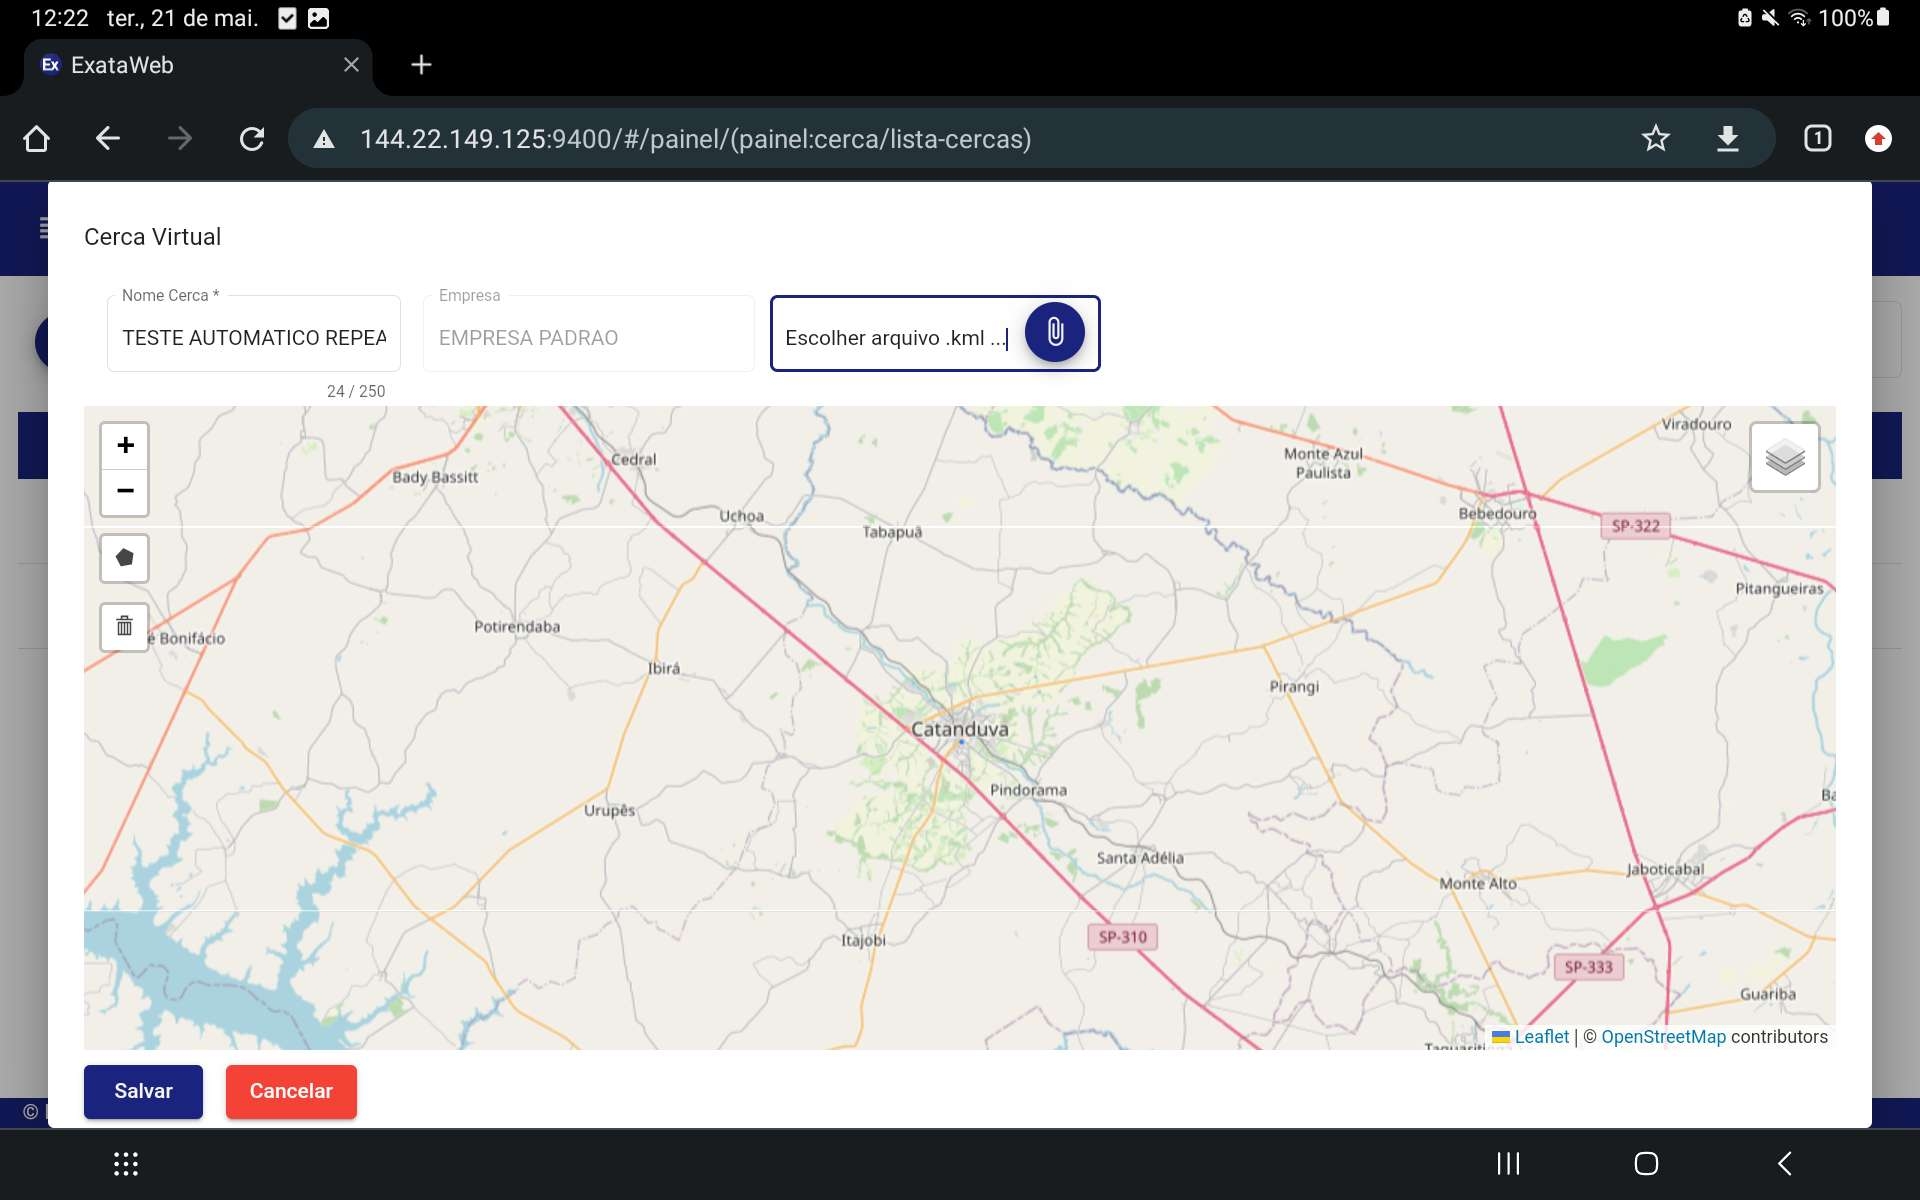 12:22 ter., 21 de mai. 100%
Ex ExataWeb
144.22.149.125:9400/#/painel/(painel:cerca/lista-cercas) 1
Cerca Virtual
Nome Cerca * Empresa
TESTE AUTOMATICO REPEA EMPRESA PADRAO Escolher arquivo .kml ...
24 / 250
+
−
Viradouro
Monte Azul
Paulista
Cedral
Bady Bassitt
Uchoa
Bebedouro
SP-322
Tabapuã
Pitangueiras
Potirendaba
é Bonifácio
Ibirá
Pirangi
Catanduva
Pindorama
Ba
Urupês
Santa Adélia
Jaboticabal
Monte Alto
SP-310
Itajobi
SP-333
Guariba
Leaflet | © OpenStreetMap contributors
Salvar Cancelar
©